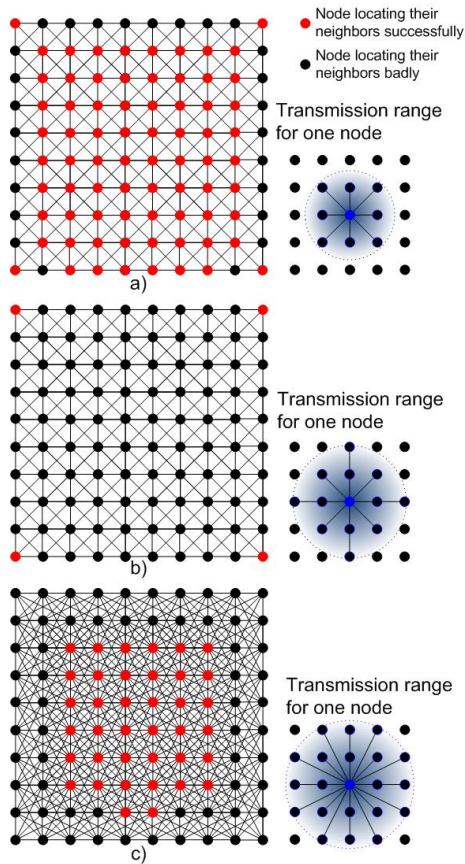 Node locating their
neighbors successfully
Node locating their
neighbors badly
Transmission range
for one node
a)
Transmission range
for one node
b)
Transmission range
for one node
c)